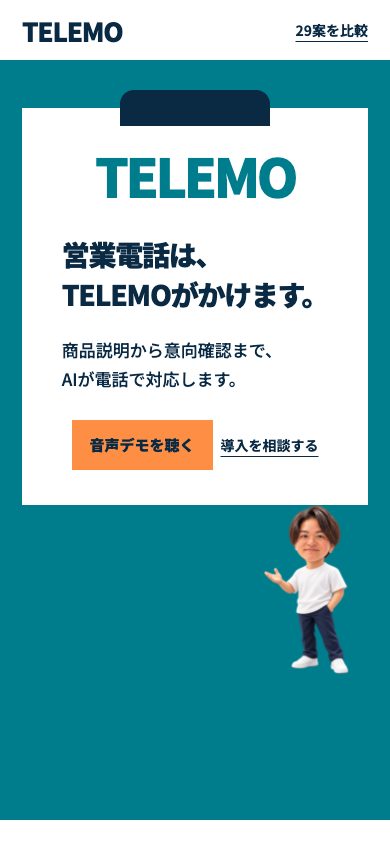 TELEMO
29案を比較
TELEMO
営業電話は、
TELEMOがかけます。
商品説明から意向確認まで、
AIが電話で対応します。
音声デモを聴く
導入を相談する